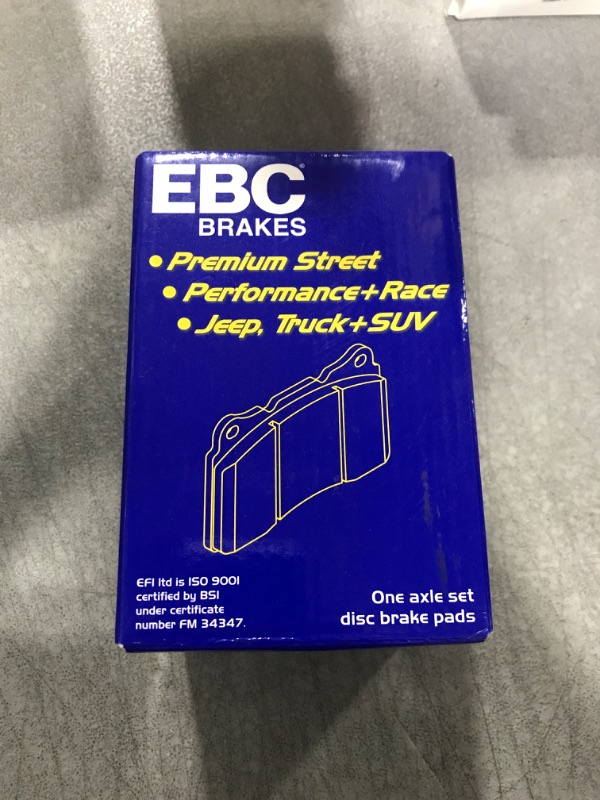 EBC
BRAKES
• Premium Street
• Performance+Race
• Jeep, Truck+SUV
EFI ltd is ISO 9001
certified by BSI
under certificate
number FM 34347.
One axle set
disc brake pads